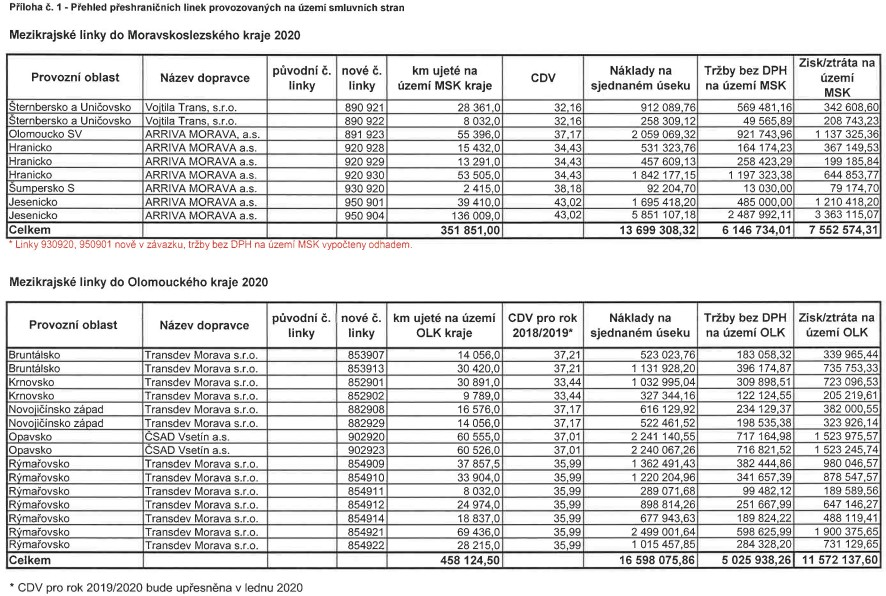 Příloha č. 1 - Přehled přeshraničních linek provozovaných na území smluvních stran
Mezikrajské linky do Moravskoslezského kraje 2020
Provozní oblast Název dopravce původní č. linky nové č. linky km ujeté na území MSK kraje CDV Náklady na sjednaném úseku Tržby bez DPH na území MSK Zisk/ztráta na území MSK
Šternbersko a Uničovsko Vojtila Trans, s.r.o. 890 921 28 361,0 32,16 912 089,76 569 481,16 342 608,60
Šternbersko a Uničovsko Vojtila Trans, s.r.o. 890 922 8 032,0 32,16 258 309,12 49 565,89 208 743,23
Olomoucko SV ARRIVA MORAVA, a.s. 891 923 55 396,0 37,17 2 059 069,32 921 743,96 1 137 325,36
Hranicko ARRIVA MORAVA a.s. 920 928 15 432,0 34,43 531 323,76 164 174,23 367 149,53
Hranicko ARRIVA MORAVA a.s. 920 929 13 291,0 34,43 457 609,13 258 423,29 199 185,84
Hranicko ARRIVA MORAVA a.s. 920 930 53 505,0 34,43 1 842 177,15 1 197 323,38 644 853,77
Šumpersko S ARRIVA MORAVA a.s. 930 920 2 415,0 38,18 92 204,70 13 030,00 79 174,70
Jesenicko ARRIVA MORAVA a.s. 950 901 39 410,0 43,02 1 695 418,20 485 000,00 1 210 418,20
Jesenicko ARRIVA MORAVA a.s. 950 904 136 009,0 43,02 5 851 107,18 2 487 992,11 3 363 115,07
Celkem 351 851,00 13 699 308,32 6 146 734,01 7 552 574,31
* Linky 930920, 950901 nově v závazku, tržby bez DPH na území MSK vypočteny odhadem.
Mezikrajské linky do Olomouckého kraje 2020
Provozní oblast Název dopravce původní č. linky nové č. linky km ujeté na území OLK kraje CDV pro rok 2018/2019* Náklady na sjednaném úseku Tržby bez DPH na území OLK Zisk/ztráta na území OLK
Bruntálsko Transdev Morava s.r.o. 853907 14 056,0 37,21 523 023,76 183 058,32 339 965,44
Bruntálsko Transdev Morava s.r.o. 853913 30 420,0 37,21 1 131 928,20 396 174,87 735 753,33
Krnovsko Transdev Morava s.r.o. 852901 30 891,0 33,44 1 032 995,04 309 898,51 723 096,53
Krnovsko Transdev Morava s.r.o. 852902 9 789,0 33,44 327 344,16 122 124,55 205 219,61
Novojičínsko západ Transdev Morava s.r.o. 882908 16 576,0 37,17 616 129,92 234 129,37 382 000,55
Novojičínsko západ Transdev Morava s.r.o. 882929 14 056,0 37,17 522 461,52 198 535,38 323 926,14
Opavsko ČSAD Vsetín a.s. 902920 60 555,0 37,01 2 241 140,55 717 164,98 1 523 975,57
Opavsko ČSAD Vsetín a.s. 902923 60 526,0 37,01 2 240 067,26 716 821,52 1 523 245,74
Rýmařovsko Transdev Morava s.r.o. 854909 37 857,5 35,99 1 362 491,43 382 444,86 980 046,57
Rýmařovsko Transdev Morava s.r.o. 854910 33 904,0 35,99 1 220 204,96 341 657,39 878 547,57
Rýmařovsko Transdev Morava s.r.o. 854911 8 032,0 35,99 289 071,68 99 482,12 189 589,56
Rýmařovsko Transdev Morava s.r.o. 854912 24 974,0 35,99 898 814,26 251 667,99 647 146,27
Rýmařovsko Transdev Morava s.r.o. 854914 18 837,0 35,99 677 943,63 189 824,22 488 119,41
Rýmařovsko Transdev Morava s.r.o. 854921 69 436,0 35,99 2 499 001,64 598 625,99 1 900 375,65
Rýmařovsko Transdev Morava s.r.o. 854922 28 215,0 35,99 1 015 457,85 284 328,20 731 129,65
Celkem 458 124,50 16 598 075,86 5 025 938,26 11 572 137,60
* CDV pro rok 2019/2020 bude upřesněna v lednu 2020